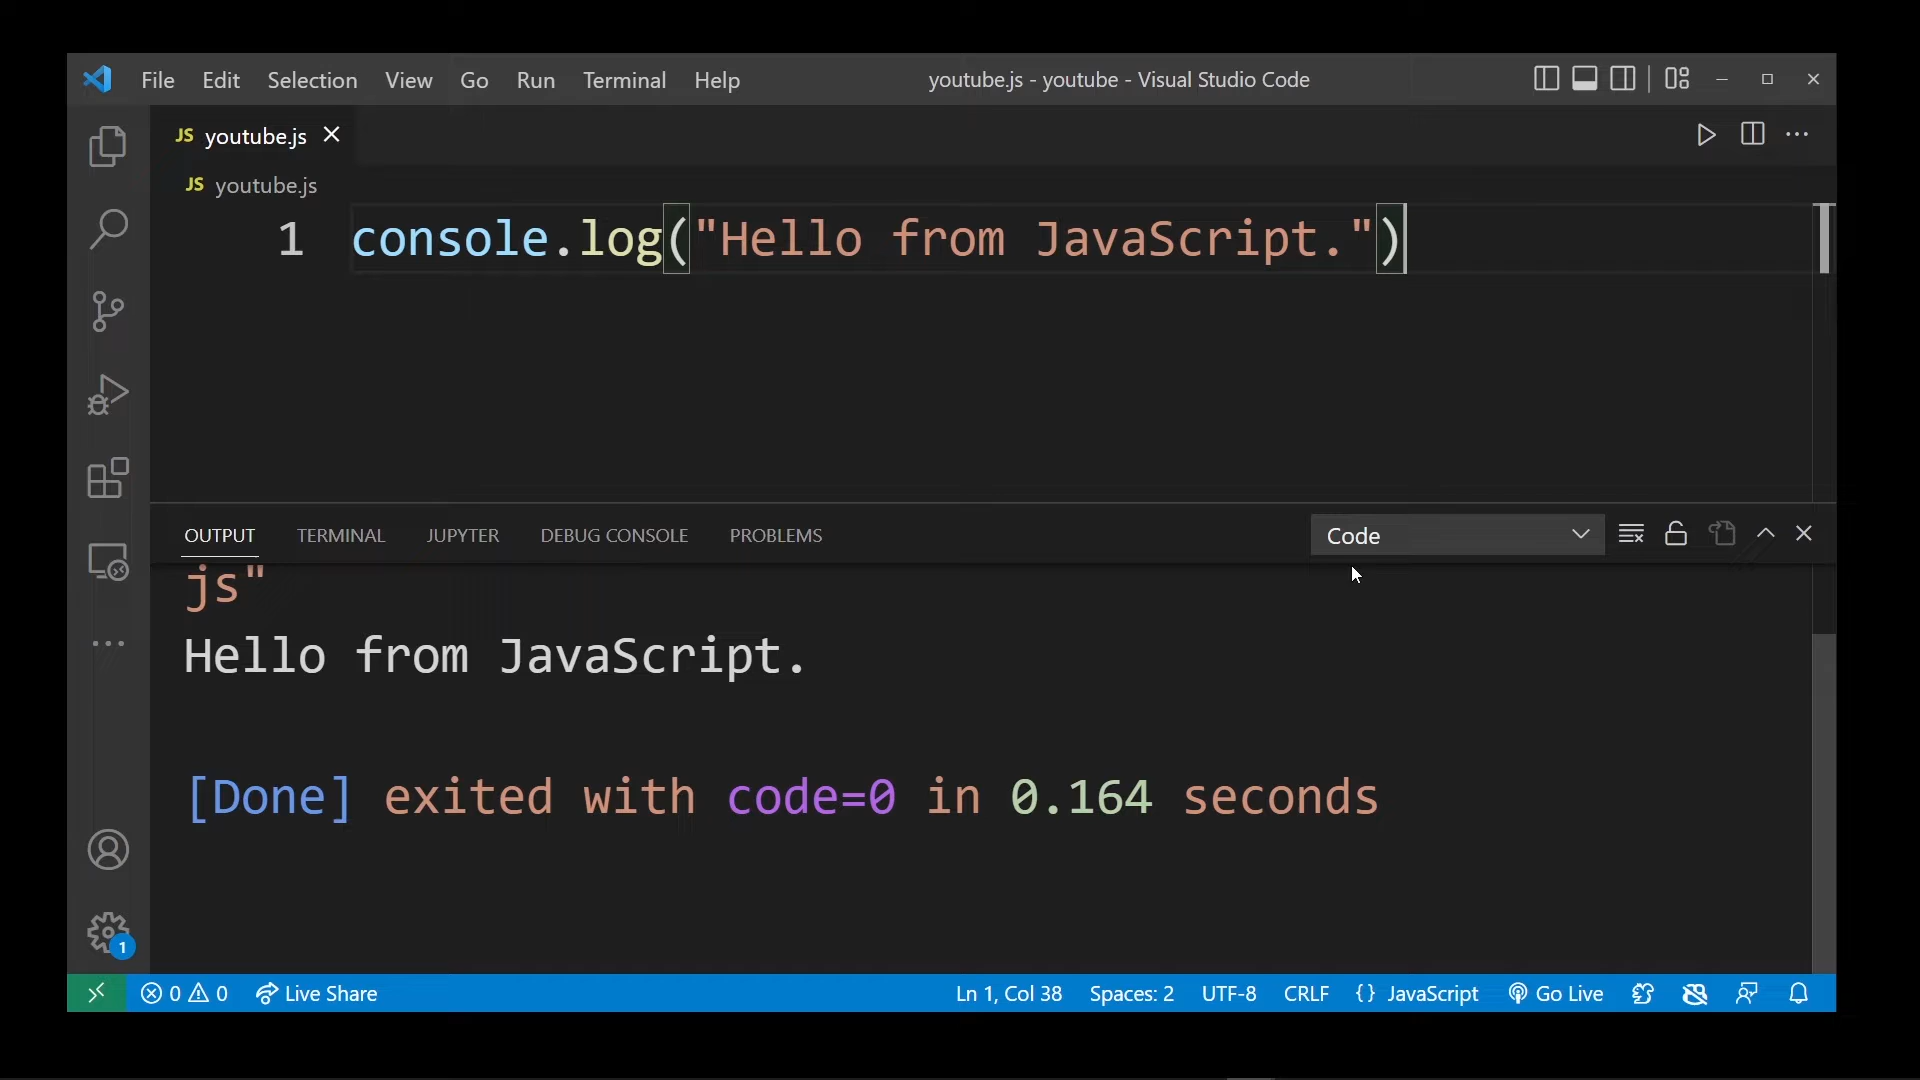 File Edit Selection View Go Run Terminal Help youtube.js - youtube - Visual Studio Code
JS youtube.js
JS youtube.js
1 console.log("Hello from JavaScript.")
OUTPUT TERMINAL JUPYTER DEBUG CONSOLE PROBLEMS Code
js"
Hello from JavaScript.
[Done] exited with code=0 in 0.164 seconds
1
0 0 Live Share Ln 1, Col 38 Spaces: 2 UTF-8 CRLF {} JavaScript Go Live